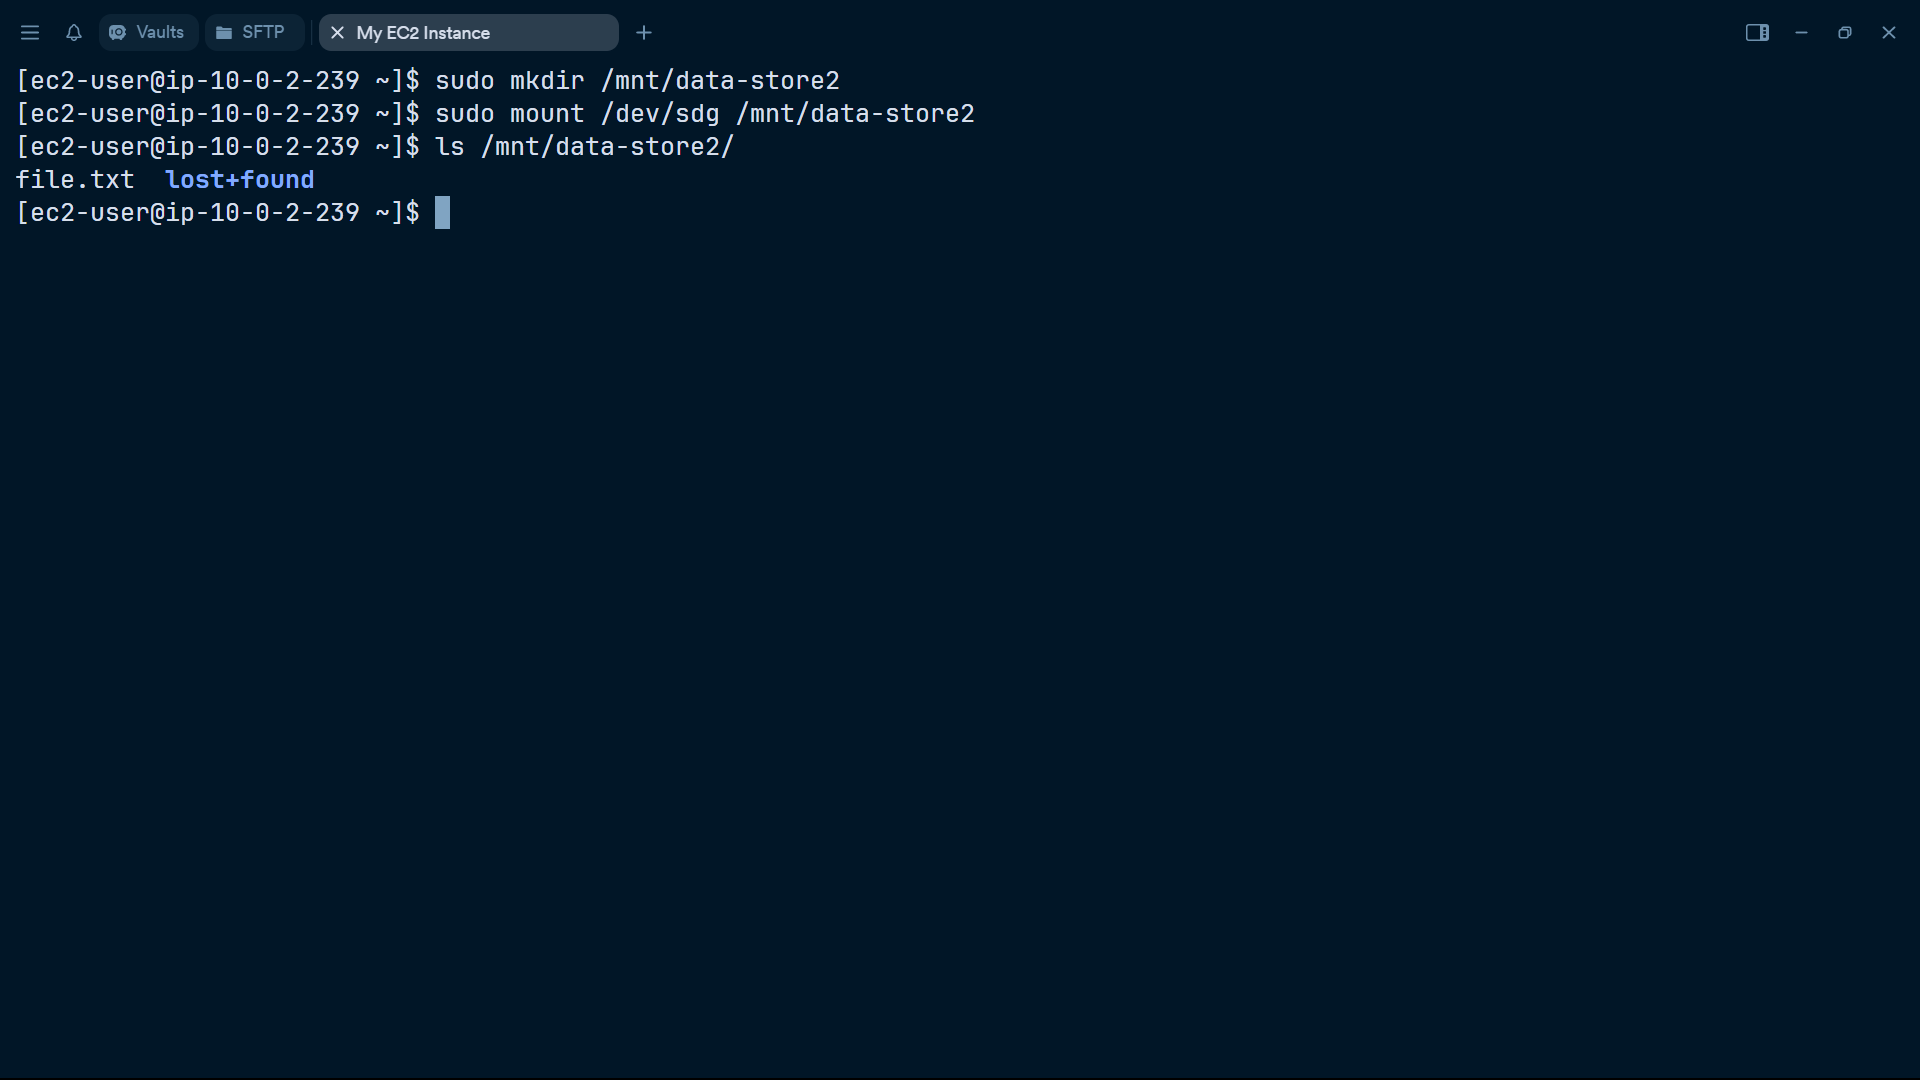 Vaults SFTP My EC2 Instance
[ec2-user@ip-10-0-2-239 ~]$ sudo mkdir /mnt/data-store2
[ec2-user@ip-10-0-2-239 ~]$ sudo mount /dev/sdg /mnt/data-store2
[ec2-user@ip-10-0-2-239 ~]$ ls /mnt/data-store2/
file.txt  lost+found
[ec2-user@ip-10-0-2-239 ~]$